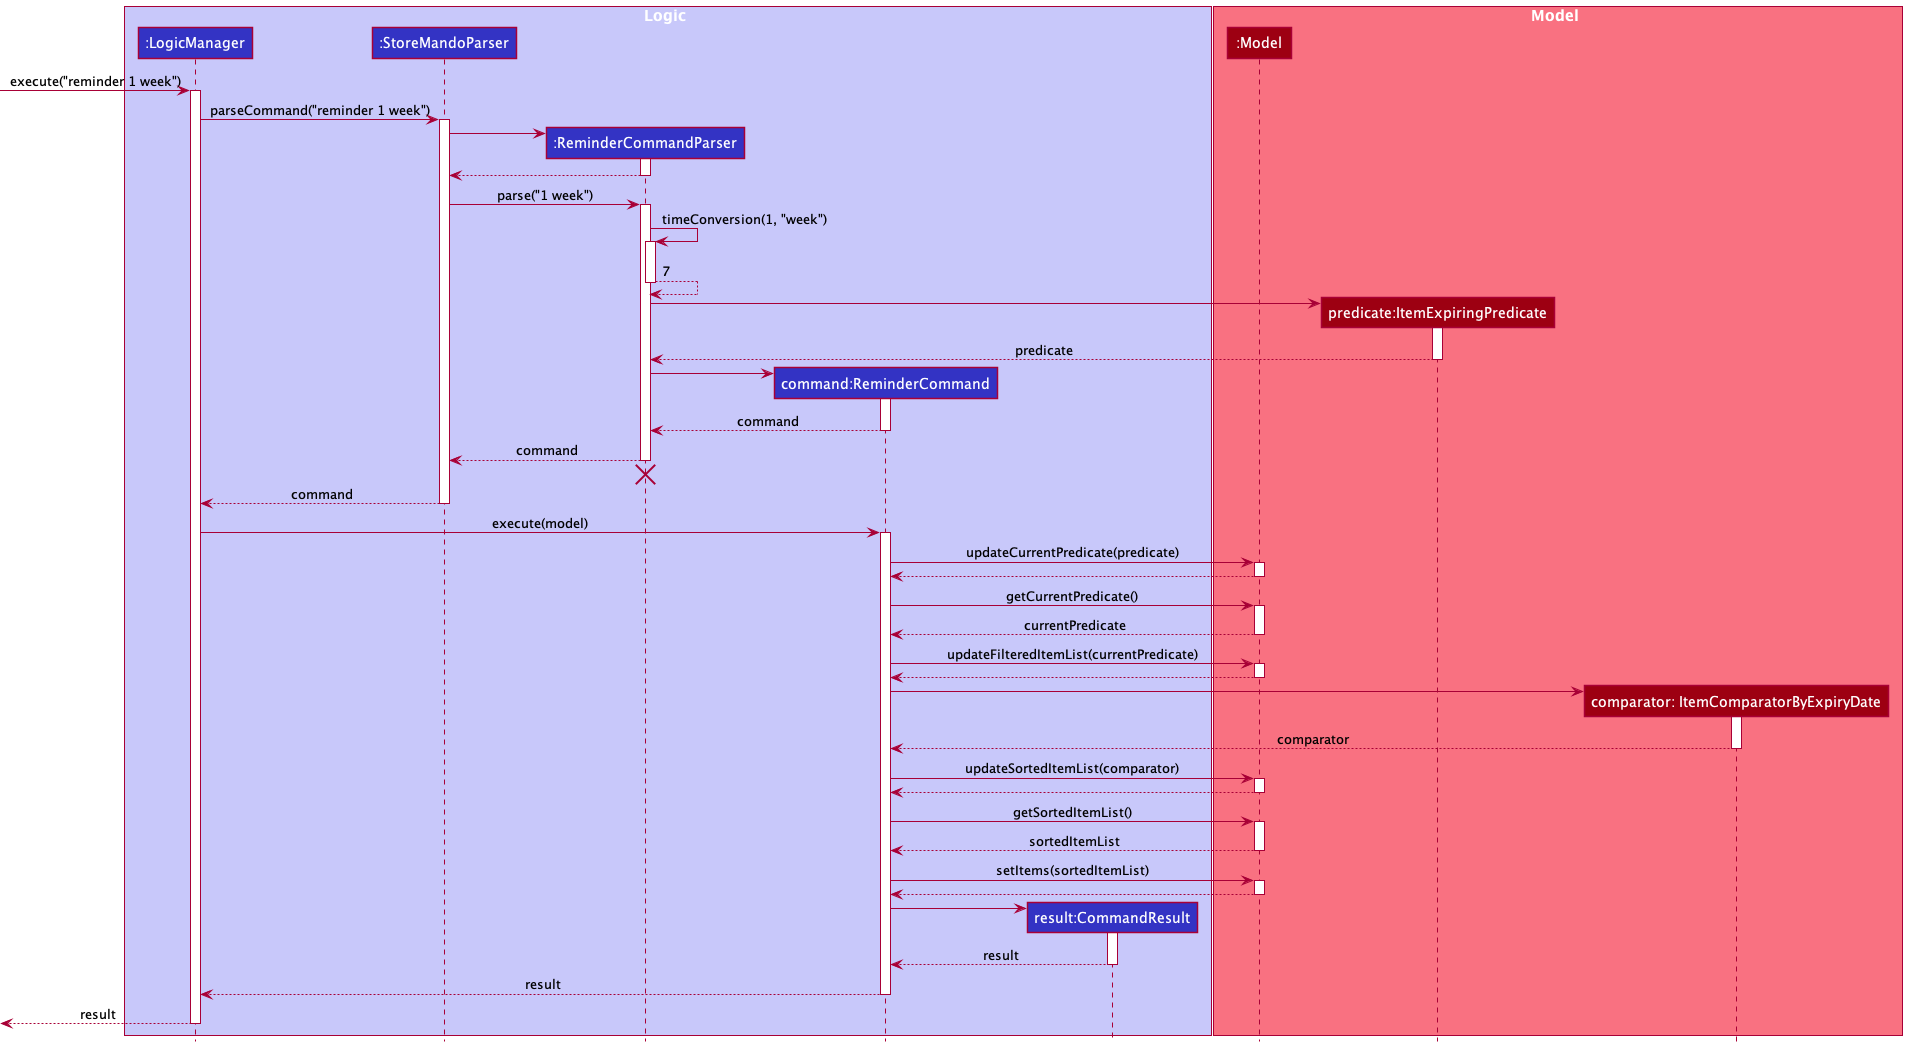 Logic
Model
:LogicManager
:StoreMandoParser
:Model
execute("reminder 1 week")
parseCommand("reminder 1 week")
:ReminderCommandParser
parse("1 week")
timeConversion(1, "week")
7
predicate:ItemExpiringPredicate
predicate
command:ReminderCommand
command
command
command
execute(model)
updateCurrentPredicate(predicate)
getCurrentPredicate()
currentPredicate
updateFilteredItemList(currentPredicate)
comparator: ItemComparatorByExpiryDate
comparator
updateSortedItemList(comparator)
getSortedItemList()
sortedItemList
setItems(sortedItemList)
result:CommandResult
result
result
result